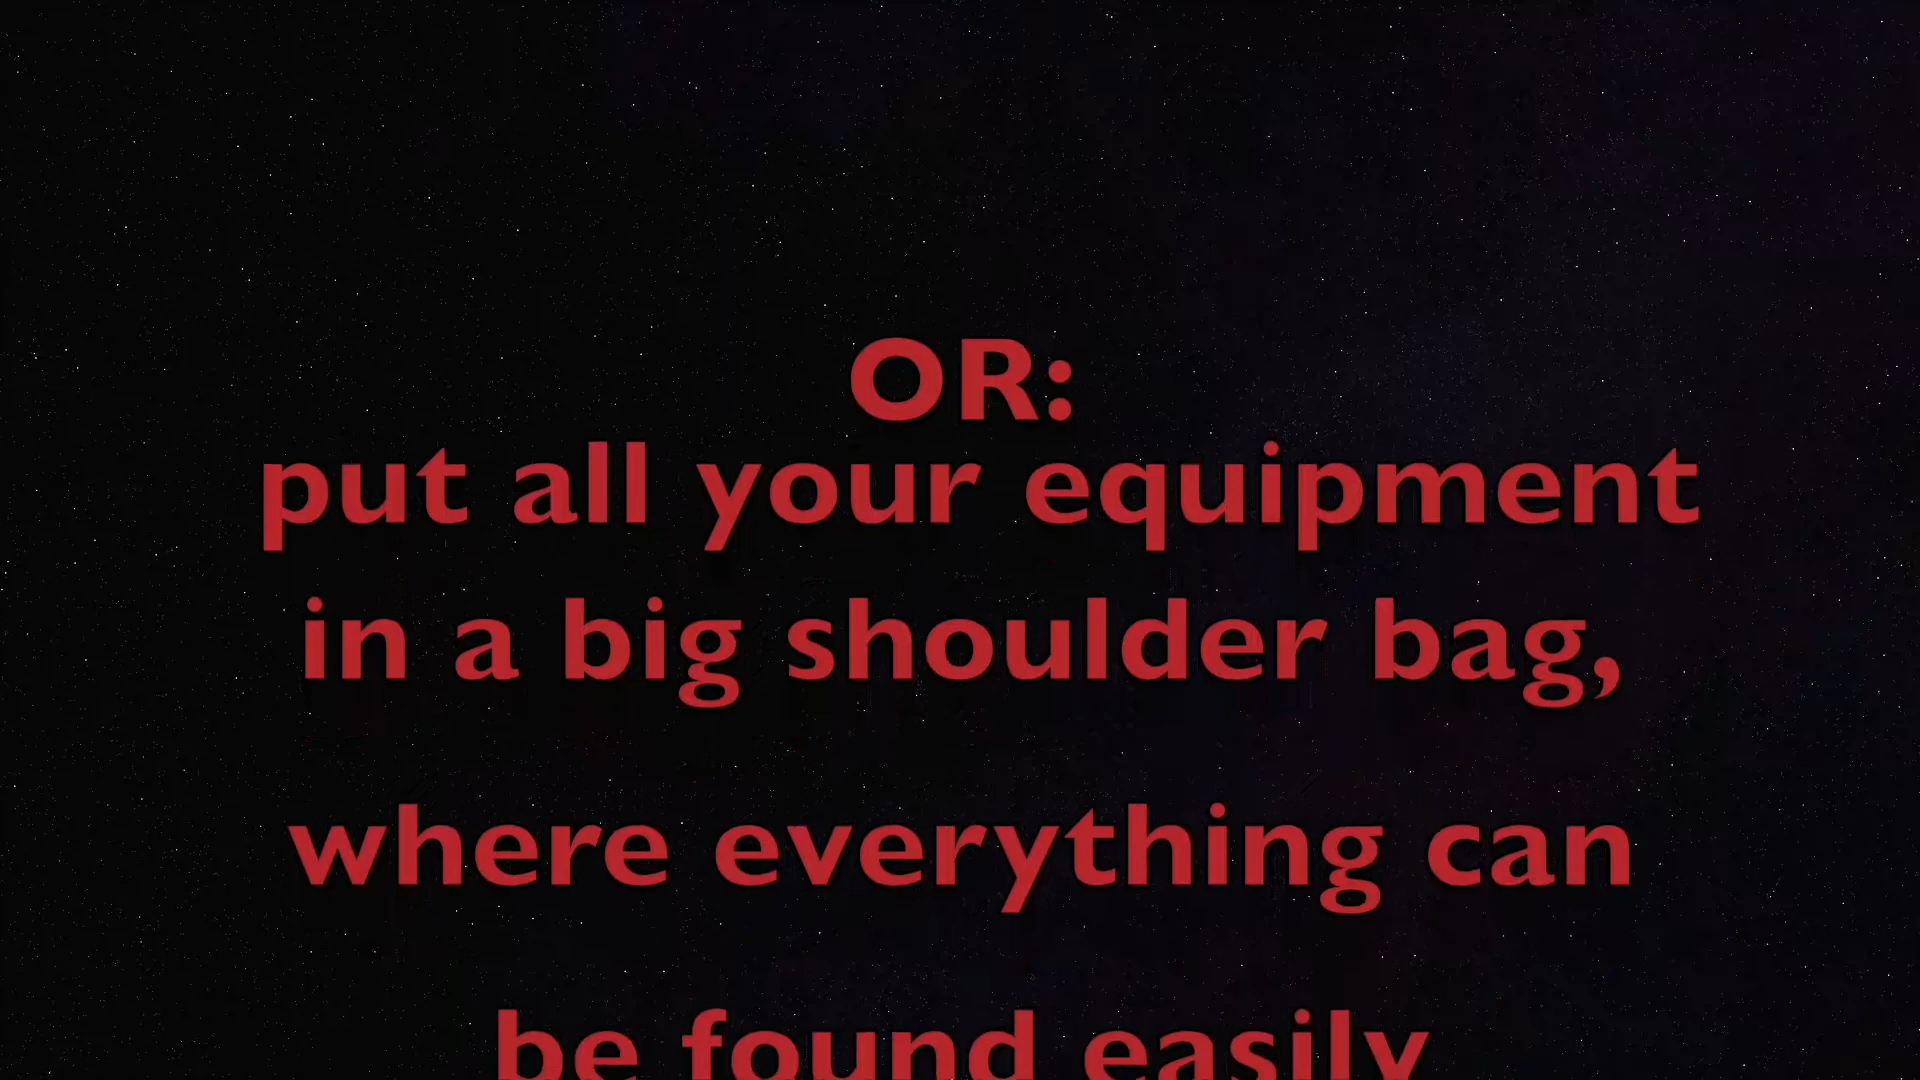 OR:
put all your equipment
in a big shoulder bag,
where everything can
be found easily